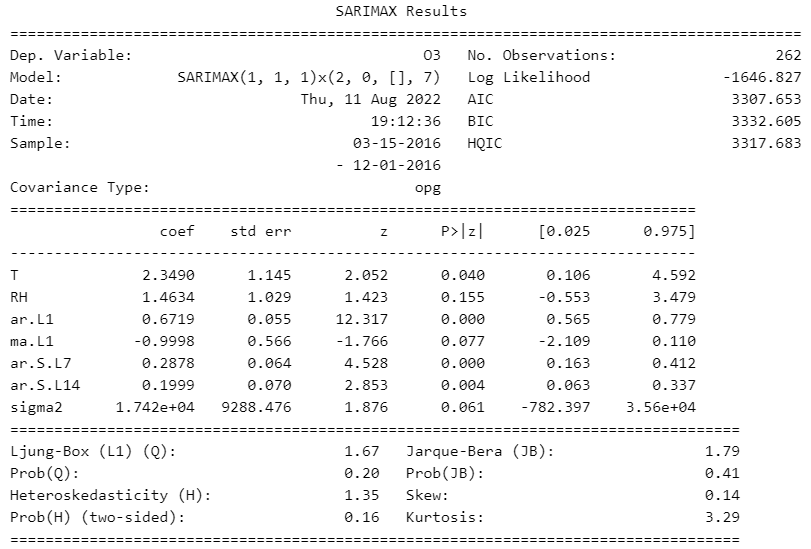 SARIMAX Results
==========================================================================================
Dep. Variable:                                 O3   No. Observations:                  262
Model:             SARIMAX(1, 1, 1)x(2, 0, [], 7)   Log Likelihood               -1646.827
Date:                            Thu, 11 Aug 2022   AIC                           3307.653
Time:                                    19:12:36   BIC                           3332.605
Sample:                                03-15-2016   HQIC                          3317.683
- 12-01-2016
Covariance Type:                              opg
==============================================================================
coef    std err          z      P>|z|      [0.025      0.975]
------------------------------------------------------------------------------
T              2.3490      1.145      2.052      0.040       0.106       4.592
RH             1.4634      1.029      1.423      0.155      -0.553       3.479
ar.L1          0.6719      0.055     12.317      0.000       0.565       0.779
ma.L1         -0.9998      0.566     -1.766      0.077      -2.109       0.110
ar.S.L7        0.2878      0.064      4.528      0.000       0.163       0.412
ar.S.L14       0.1999      0.070      2.853      0.004       0.063       0.337
sigma2      1.742e+04   9288.476      1.876      0.061    -782.397    3.56e+04
===================================================================================
Ljung-Box (L1) (Q):                   1.67   Jarque-Bera (JB):                 1.79
Prob(Q):                              0.20   Prob(JB):                         0.41
Heteroskedasticity (H):               1.35   Skew:                             0.14
Prob(H) (two-sided):                  0.16   Kurtosis:                         3.29
===================================================================================